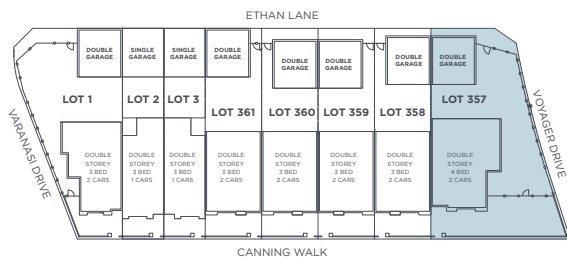 ETHAN LANE
DOUBLE
GARAGE
SINGLE
GARAGE
SINGLE
GARAGE
DOUBLE
GARAGE
DOUBLE
GARAGE
DOUBLE
GARAGE
DOUBLE
GARAGE
DOUBLE
GARAGE
LOT 1
LOT 2
LOT 3
LOT 361
LOT 360
LOT 359
LOT 358
LOT 357
VARANASI DRIVE
VOYAGER DRIVE
DOUBLE
STOREY
3 BED
2 CARS
DOUBLE
STOREY
3 BED
1 CARS
DOUBLE
STOREY
3 BED
1 CARS
DOUBLE
STOREY
3 BED
2 CARS
DOUBLE
STOREY
3 BED
2 CARS
DOUBLE
STOREY
3 BED
2 CARS
DOUBLE
STOREY
3 BED
2 CARS
DOUBLE
STOREY
4 BED
2 CARS
CANNING WALK